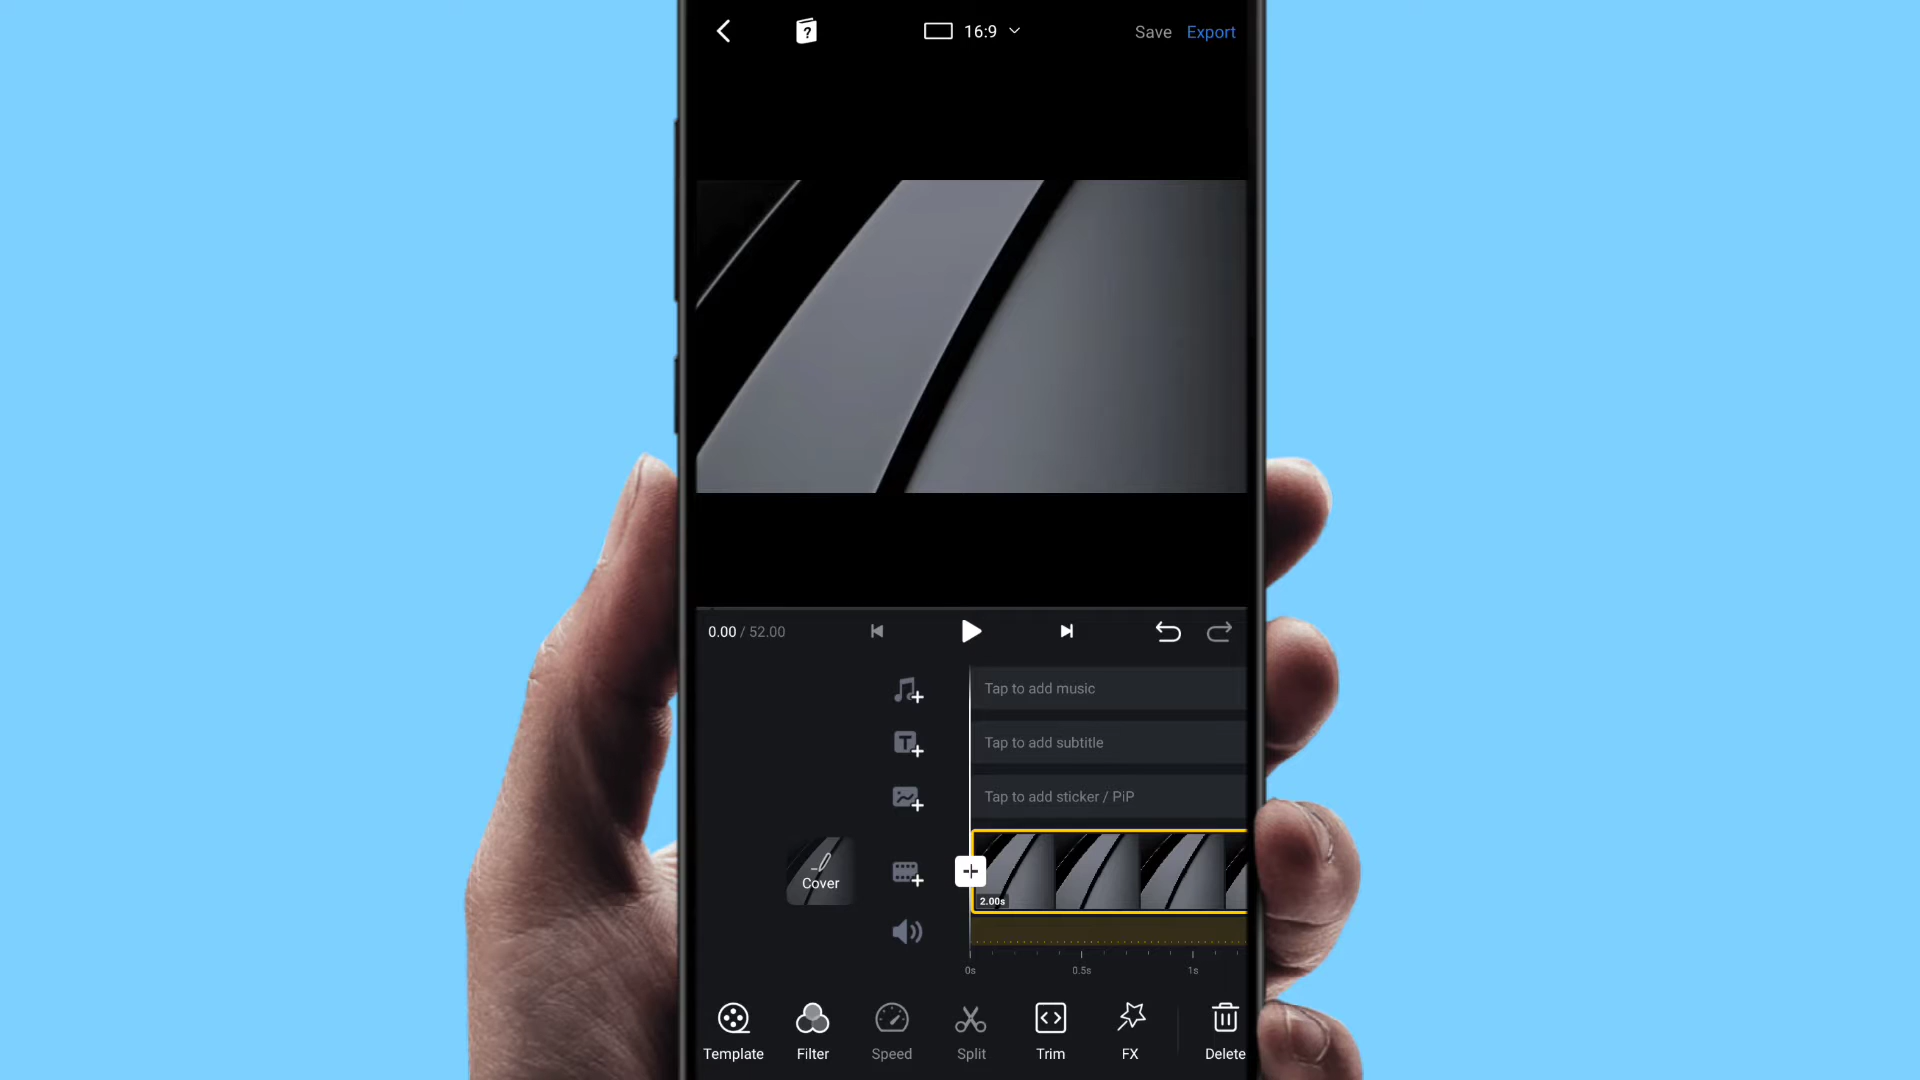 ?
16:9
Save
Export
0.00 / 52.00
Tap to add music
Tap to add subtitle
Tap to add sticker / PiP
Cover
2.00s
0s
0.5s
1s
Template
Filter
Speed
Split
Trim
FX
Delete